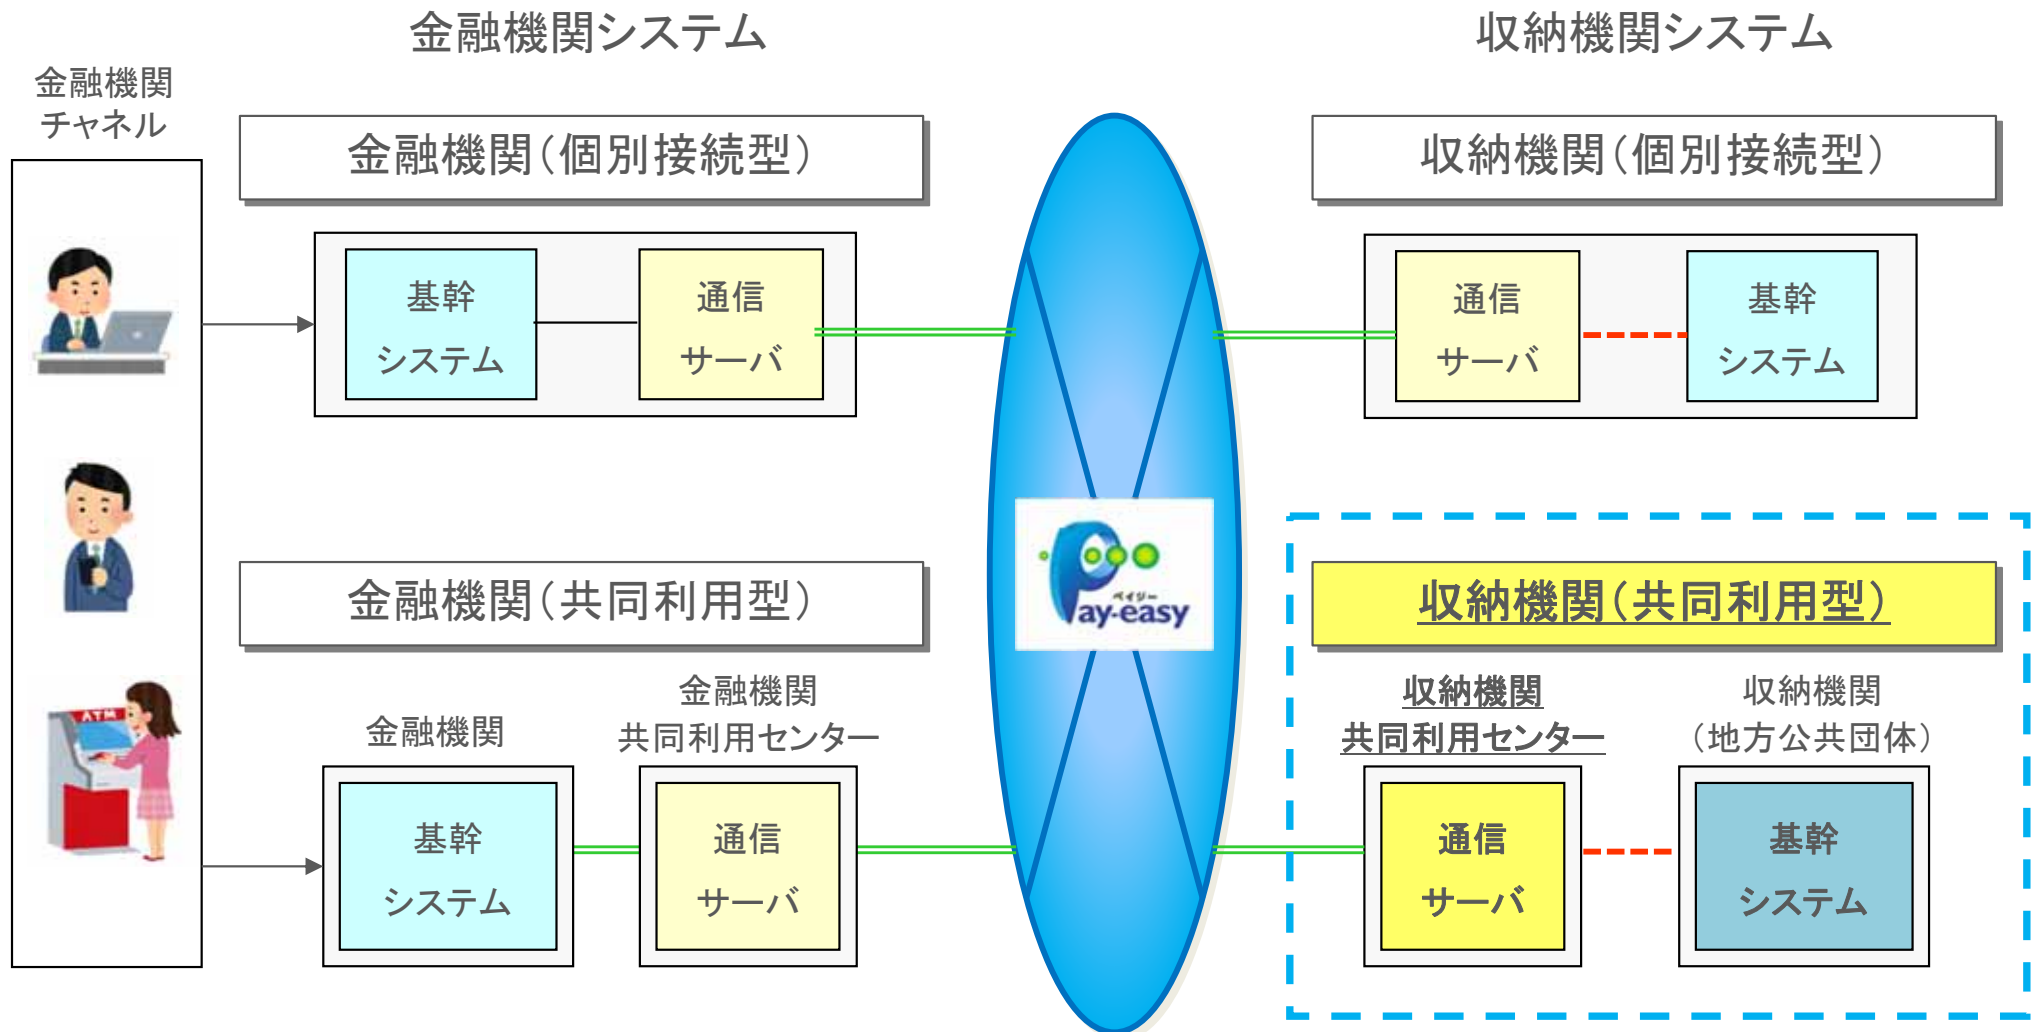 金融機関システム
収納機関システム
金融機関
チャネル
金融機関（個別接続型）
収納機関（個別接続型）
基幹
システム
通信
サーバ
通信
サーバ
基幹
システム
ペイジー
Pay-easy
金融機関（共同利用型）
収納機関（共同利用型）
ATM
金融機関
金融機関
共同利用センター
収納機関
共同利用センター
収納機関
（地方公共団体）
基幹
システム
通信
サーバ
通信
サーバ
基幹
システム